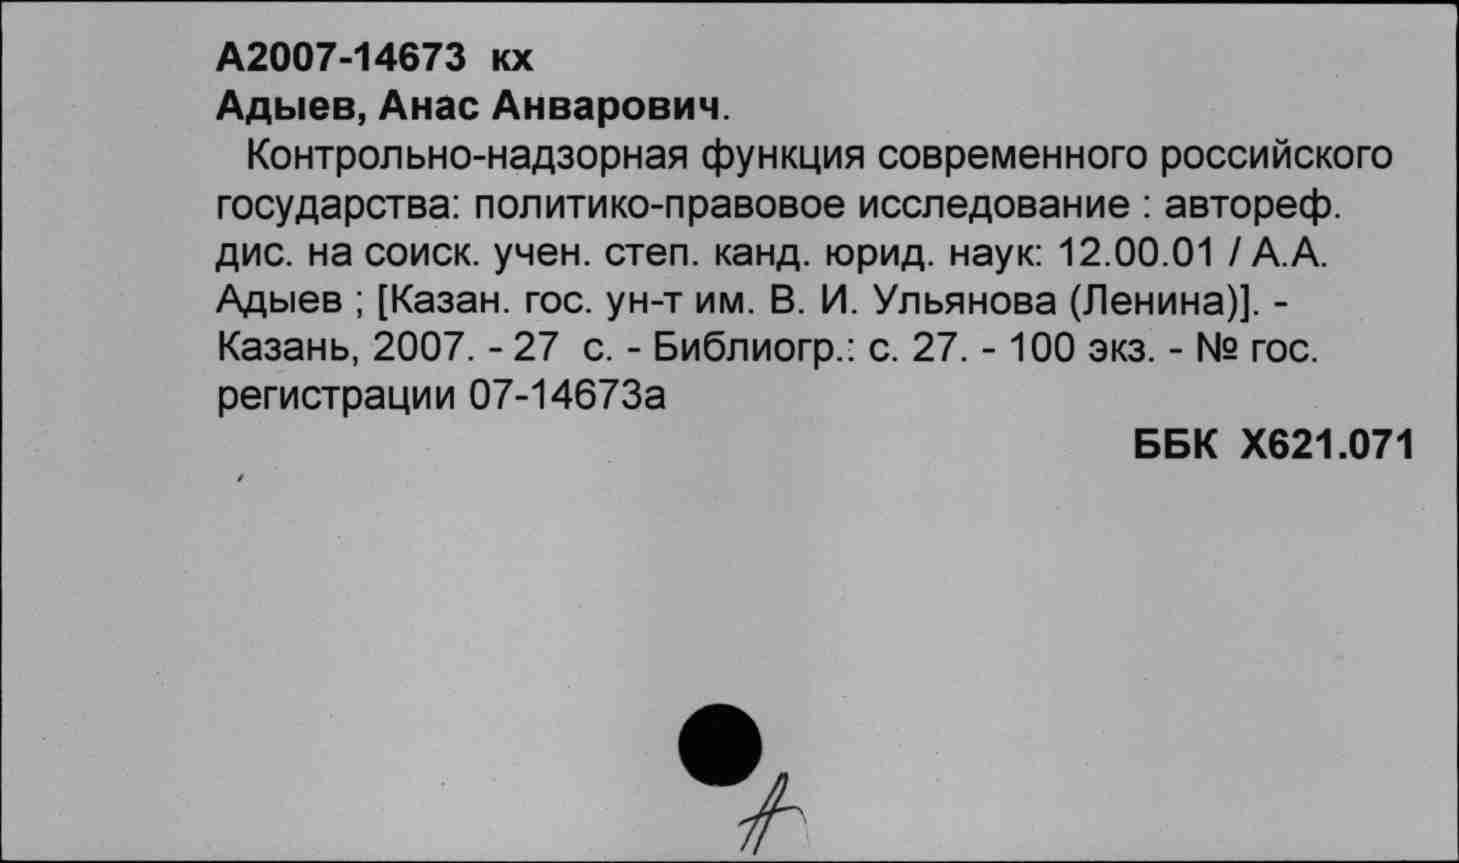 А2007-14673 кх
Адыев, Анас Анварович.
Контрольно-надзорная функция современного российского
государства: политико-правовое исследование : автореф.
дис. на соиск. учен. степ. канд. юрид. наук: 12.00.01 / А.А.
Адыев ; [Казан. гос. ун-т им. В. И. Ульянова (Ленина)]. -
Казань, 2007. - 27 с. - Библиогр.: с. 27. - 100 экз. - № гос.
регистрации 07-14673а
ББК Х621.071